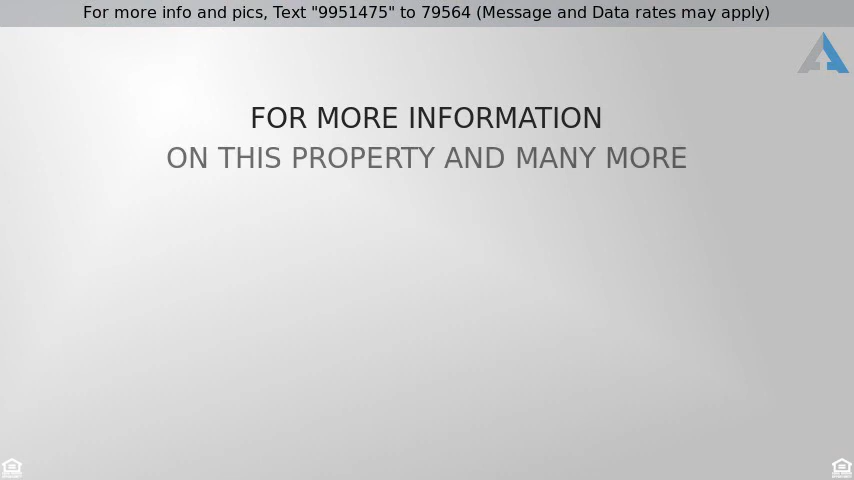 For more info and pics, Text "9951475" to 79564 (Message and Data rates may apply)
FOR MORE INFORMATION
ON THIS PROPERTY AND MANY MORE